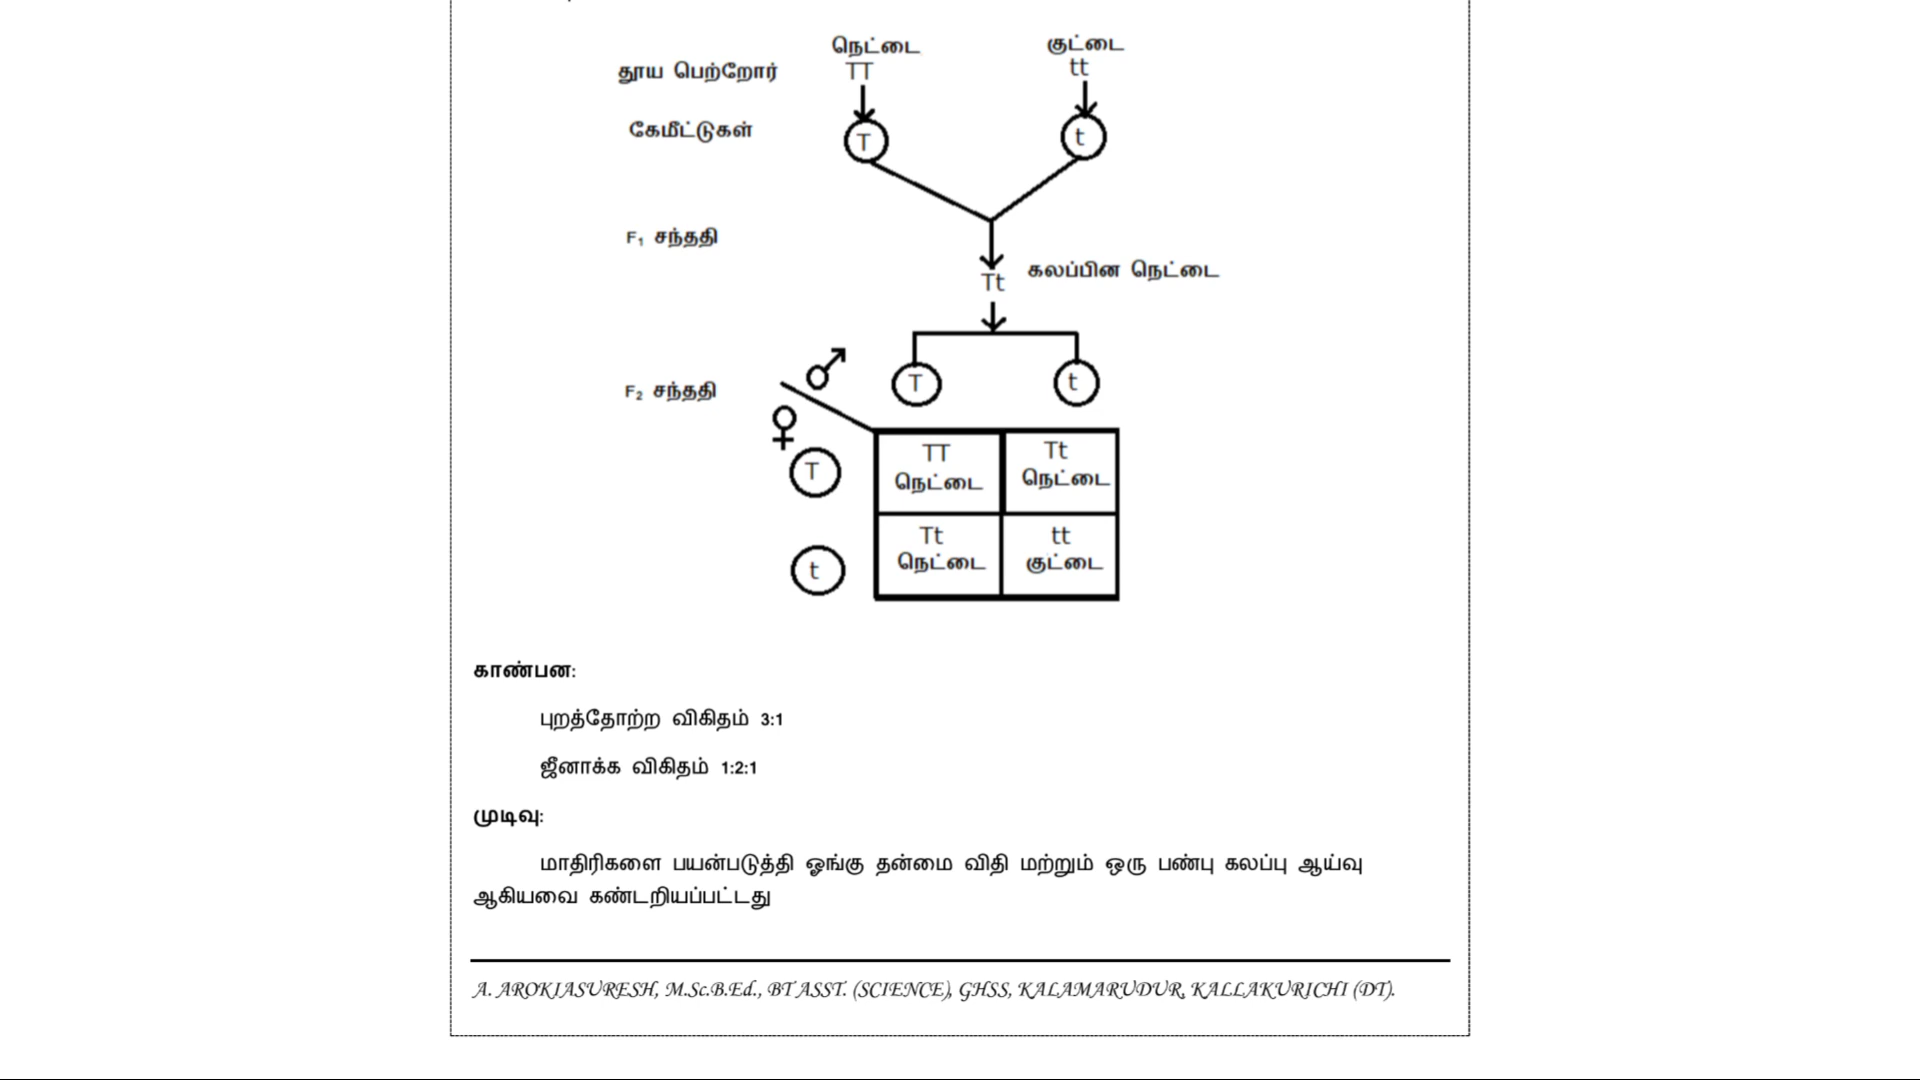 நெட்டை குட்டை
தூய பெற்றோர் TT tt
கேமீட்டுகள் T t
F₁ சந்ததி
Tt கலப்பின நெட்டை
F₂ சந்ததி T t
T TT Tt
நெட்டை நெட்டை
t Tt tt
நெட்டை குட்டை
காண்பன:
புறத்தோற்ற விகிதம் 3:1
ஜீனாக்க விகிதம் 1:2:1
முடிவு:
மாதிரிகளை பயன்படுத்தி ஓங்கு தன்மை விதி மற்றும் ஒரு பண்பு கலப்பு ஆய்வு
ஆகியவை கண்டறியப்பட்டது
A. AROKIASURESH, M.Sc.B.Ed., BT ASST. (SCIENCE), GHSS, KALAMARUDUR, KALLAKURICHI (DT).